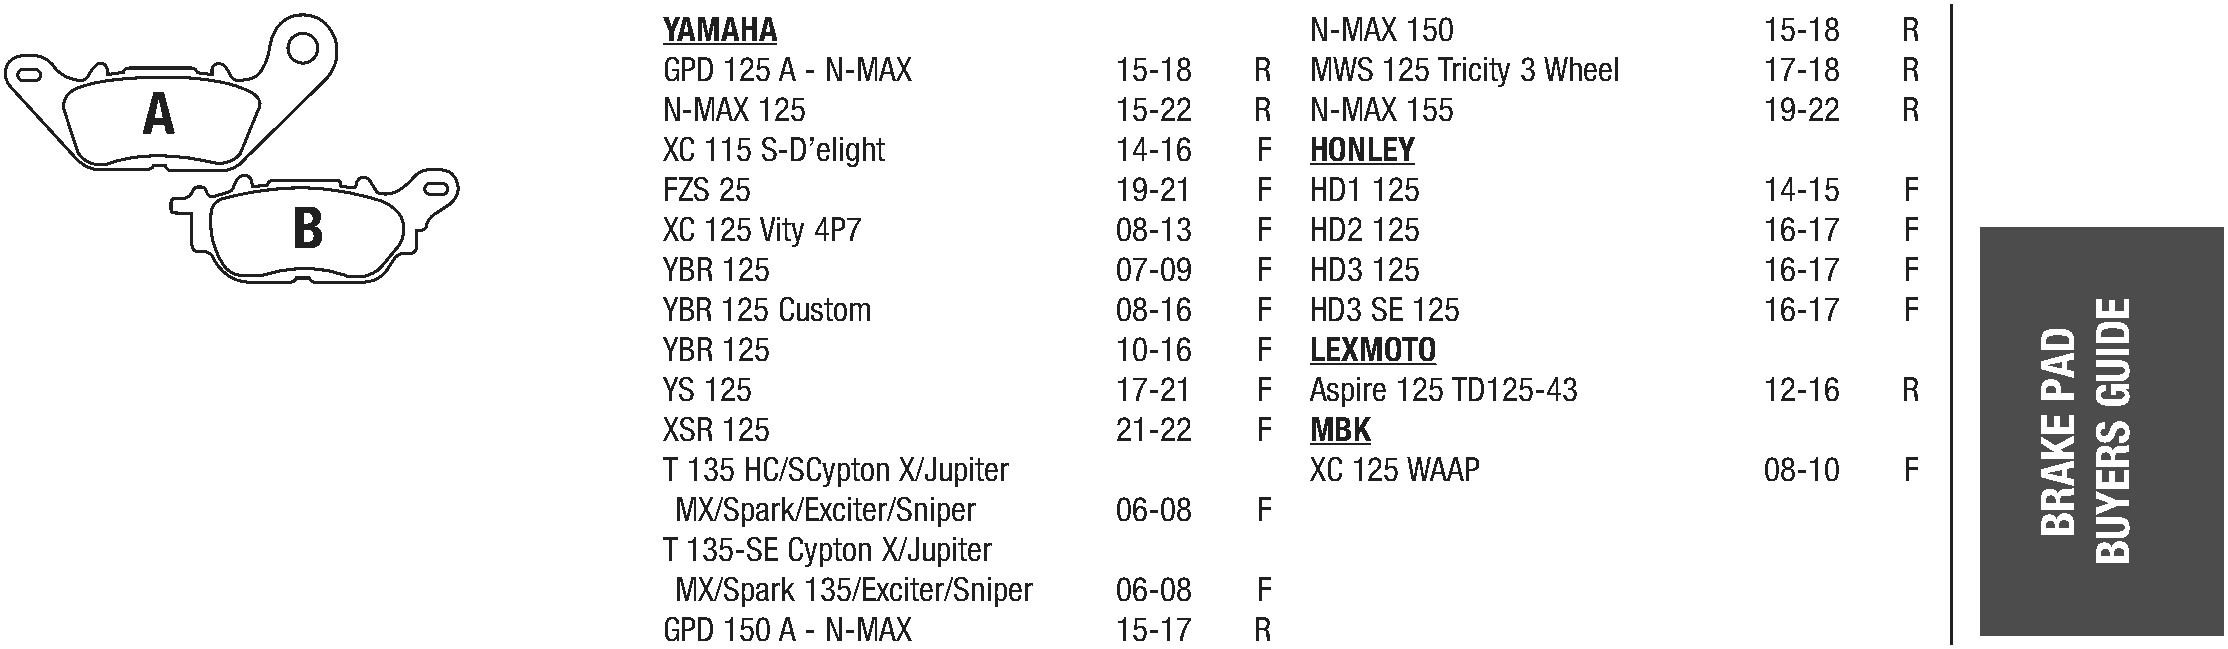 A
B
YAMAHA
GPD 125 A - N-MAX 15-18 R
N-MAX 125 15-22 R
XC 115 S-D’elight 14-16 F
FZS 25 19-21 F
XC 125 Vity 4P7 08-13 F
YBR 125 07-09 F
YBR 125 Custom 08-16 F
YBR 125 10-16 F
YS 125 17-21 F
XSR 125 21-22 F
T 135 HC/SCypton X/Jupiter
MX/Spark/Exciter/Sniper 06-08 F
T 135-SE Cypton X/Jupiter
MX/Spark 135/Exciter/Sniper 06-08 F
GPD 150 A - N-MAX 15-17 R
N-MAX 150 15-18 R
MWS 125 Tricity 3 Wheel 17-18 R
N-MAX 155 19-22 R
HONLEY
HD1 125 14-15 F
HD2 125 16-17 F
HD3 125 16-17 F
HD3 SE 125 16-17 F
LEXMOTO
Aspire 125 TD125-43 12-16 R
MBK
XC 125 WAAP 08-10 F
BRAKE PAD
BUYERS GUIDE